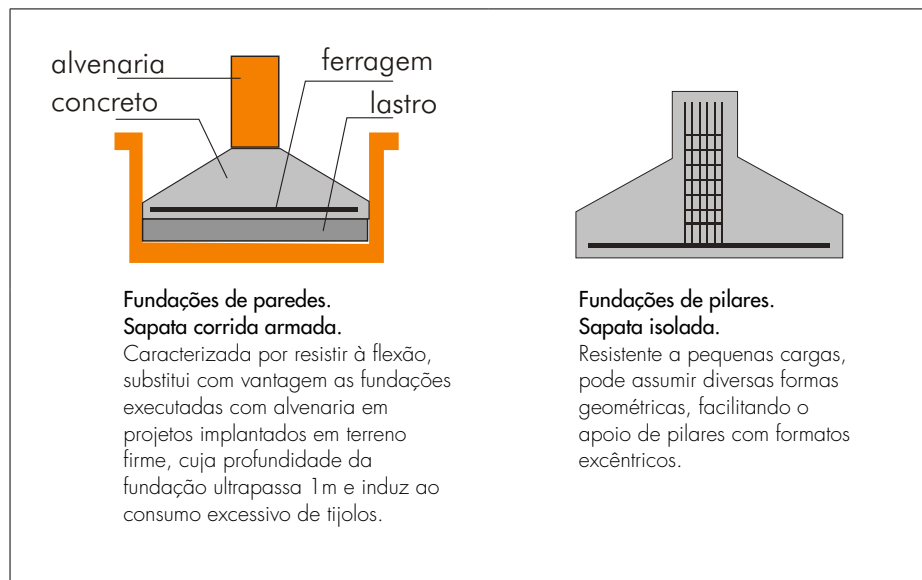 alvenaria
concreto
ferragem
lastro
Fundações de paredes.
Sapata corrida armada.
Caracterizada por resistir à flexão,
substitui com vantagem as fundações
executadas com alvenaria em
projetos implantados em terreno
firme, cuja profundidade da
fundação ultrapassa 1m e induz ao
consumo excessivo de tijolos.
Fundações de pilares.
Sapata isolada.
Resistente a pequenas cargas,
pode assumir diversas formas
geométricas, facilitando o
apoio de pilares com formatos
excêntricos.